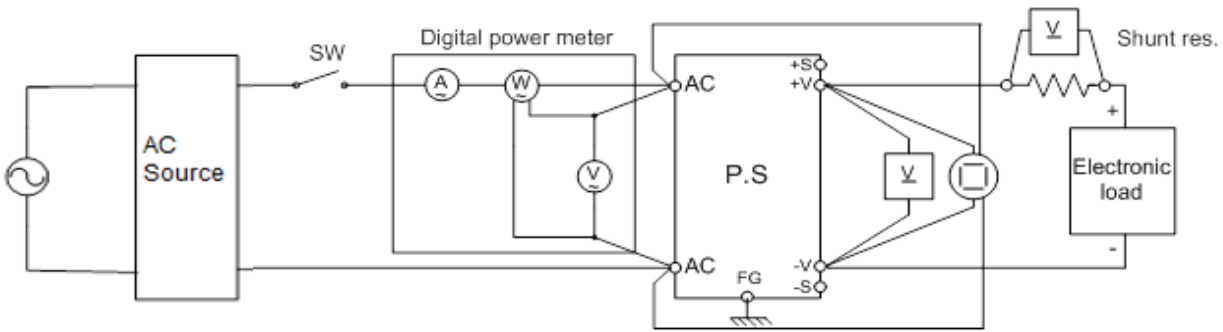 Digital power meter
SW
A
W
V
AC
Source
AC
AC
P.S
FG
+S
+V
-V
-S
V
V
Shunt res.
+
Electronic
load
-